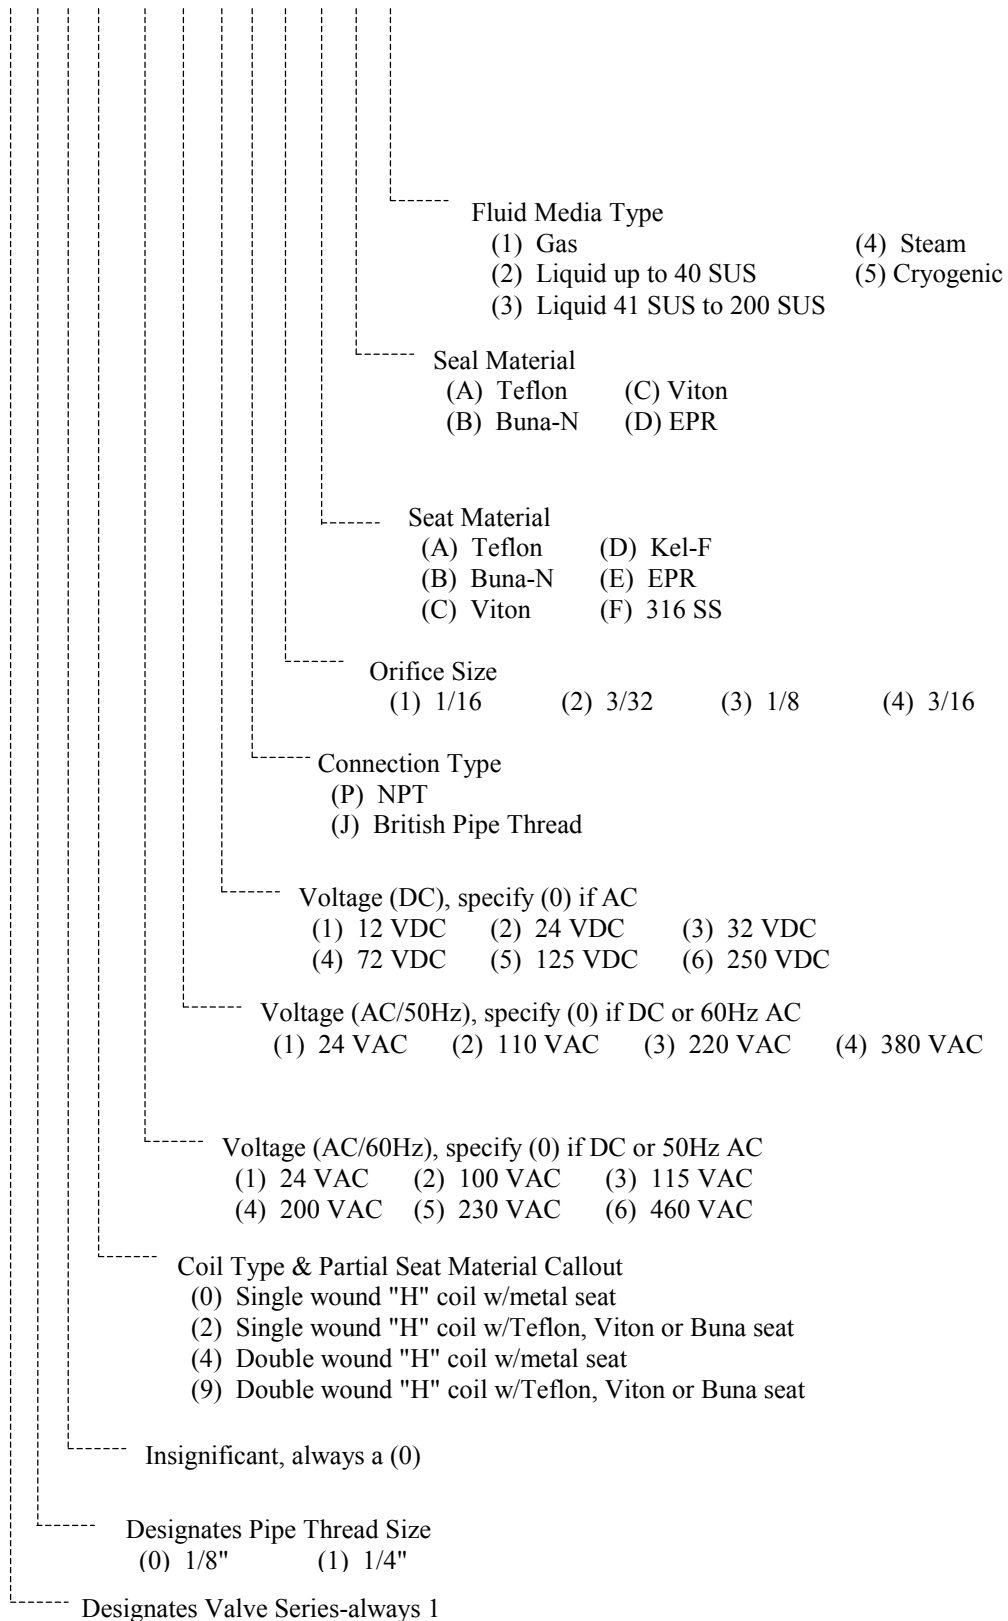 Fluid Media Type
(1) Gas (4) Steam
(2) Liquid up to 40 SUS (5) Cryogenic
(3) Liquid 41 SUS to 200 SUS
Seal Material
(A) Teflon (C) Viton
(B) Buna-N (D) EPR
Seat Material
(A) Teflon (D) Kel-F
(B) Buna-N (E) EPR
(C) Viton (F) 316 SS
Orifice Size
(1) 1/16 (2) 3/32 (3) 1/8 (4) 3/16
Connection Type
(P) NPT
(J) British Pipe Thread
Voltage (DC), specify (0) if AC
(1) 12 VDC (2) 24 VDC (3) 32 VDC
(4) 72 VDC (5) 125 VDC (6) 250 VDC
Voltage (AC/50Hz), specify (0) if DC or 60Hz AC
(1) 24 VAC (2) 110 VAC (3) 220 VAC (4) 380 VAC
Voltage (AC/60Hz), specify (0) if DC or 50Hz AC
(1) 24 VAC (2) 100 VAC (3) 115 VAC
(4) 200 VAC (5) 230 VAC (6) 460 VAC
Coil Type & Partial Seat Material Callout
(0) Single wound "H" coil w/metal seat
(2) Single wound "H" coil w/Teflon, Viton or Buna seat
(4) Double wound "H" coil w/metal seat
(9) Double wound "H" coil w/Teflon, Viton or Buna seat
Insignificant, always a (0)
Designates Pipe Thread Size
(0) 1/8" (1) 1/4"
Designates Valve Series-always 1